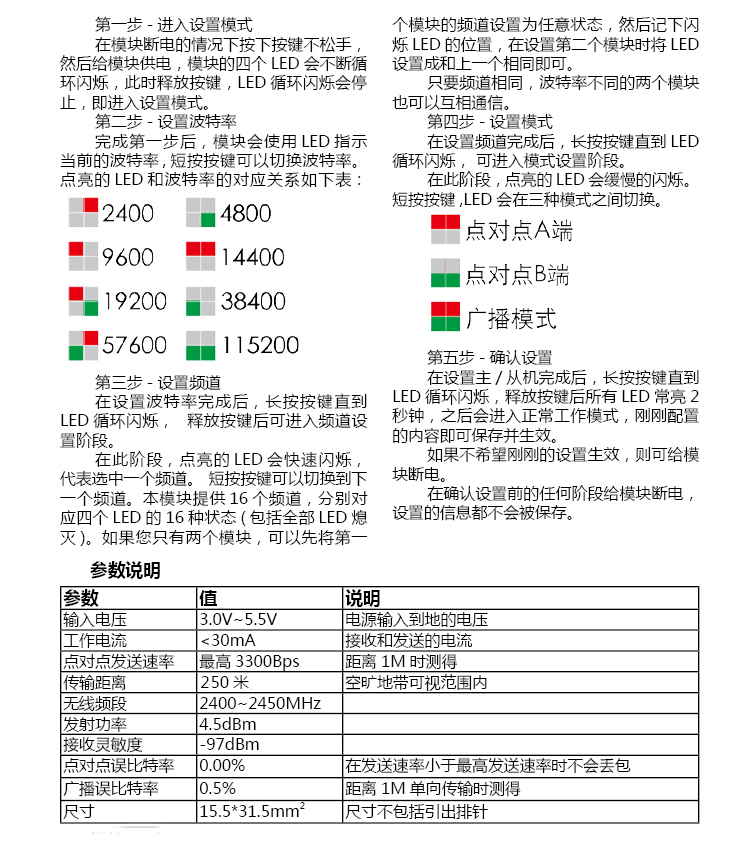 第一步 - 进入设置模式
在模块断电的情况下按下按键不松手，
然后给模块供电，模块的四个 LED 会不断循
环闪烁，此时释放按键，LED 循环闪烁会停
止，即进入设置模式。
第二步 - 设置波特率
完成第一步后，模块会使用 LED 指示
当前的波特率，短按按键可以切换波特率。
点亮的 LED 和波特率的对应关系如下表：
2400 4800
9600 14400
19200 38400
57600 115200
第三步 - 设置频道
在设置波特率完成后，长按按键直到
LED 循环闪烁， 释放按键后可进入频道设
置阶段。
在此阶段，点亮的 LED 会快速闪烁，
代表选中一个频道。 短按按键可以切换到下
一个频道。本模块提供 16 个频道，分别对
应四个 LED 的 16 种状态 ( 包括全部 LED 熄
灭 )。如果您只有两个模块，可以先将第一
个模块的频道设置为任意状态，然后记下闪
烁 LED 的位置，在设置第二个模块时将 LED
设置成和上一个相同即可。
只要频道相同，波特率不同的两个模块
也可以互相通信。
第四步 - 设置模式
在设置频道完成后，长按按键直到 LED
循环闪烁， 可进入模式设置阶段。
在此阶段，点亮的 LED 会缓慢的闪烁。
短按按键 ,LED 会在三种模式之间切换。
点对点A端
点对点B端
广播模式
第五步 - 确认设置
在设置主 / 从机完成后，长按按键直到
LED 循环闪烁，释放按键后所有 LED 常亮 2
秒钟，之后会进入正常工作模式，刚刚配置
的内容即可保存并生效。
如果不希望刚刚的设置生效，则可给模
块断电。
在确认设置前的任何阶段给模块断电，
设置的信息都不会被保存。
参数说明
参数 值 说明
输入电压 3.0V~5.5V 电源输入到地的电压
工作电流 <30mA 接收和发送的电流
点对点发送速率 最高 3300Bps 距离 1M 时测得
传输距离 250 米 空旷地带可视范围内
无线频段 2400~2450MHz
发射功率 4.5dBm
接收灵敏度 -97dBm
点对点误比特率 0.00% 在发送速率小于最高发送速率时不会丢包
广播误比特率 0.5% 距离 1M 单向传输时测得
尺寸 15.5*31.5mm² 尺寸不包括引出排针